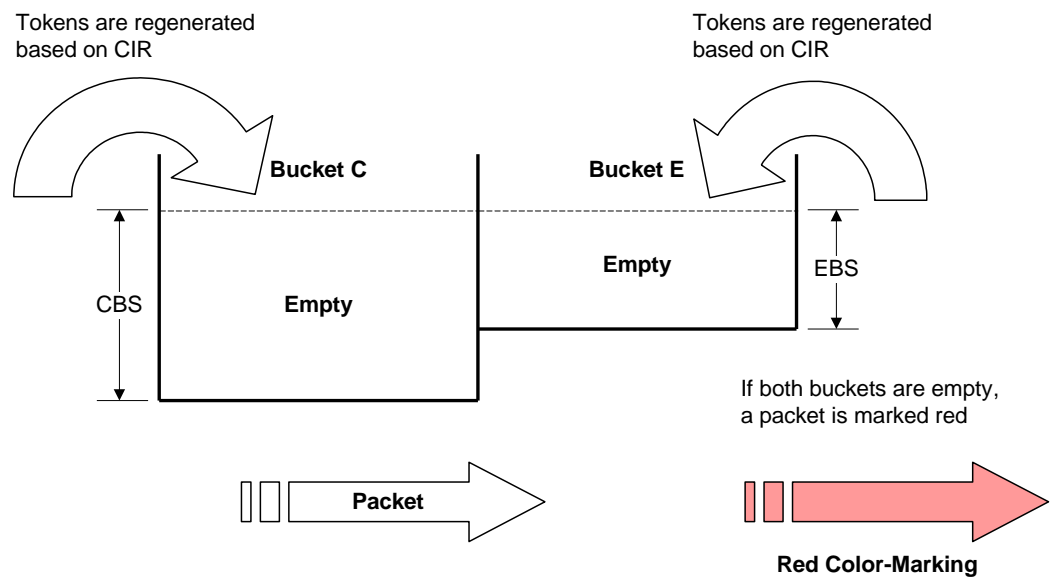 Tokens are regenerated
based on CIR
Tokens are regenerated
based on CIR
Bucket C
Bucket E
CBS
Empty
Empty
EBS
If both buckets are empty,
a packet is marked red
Packet
Red Color-Marking